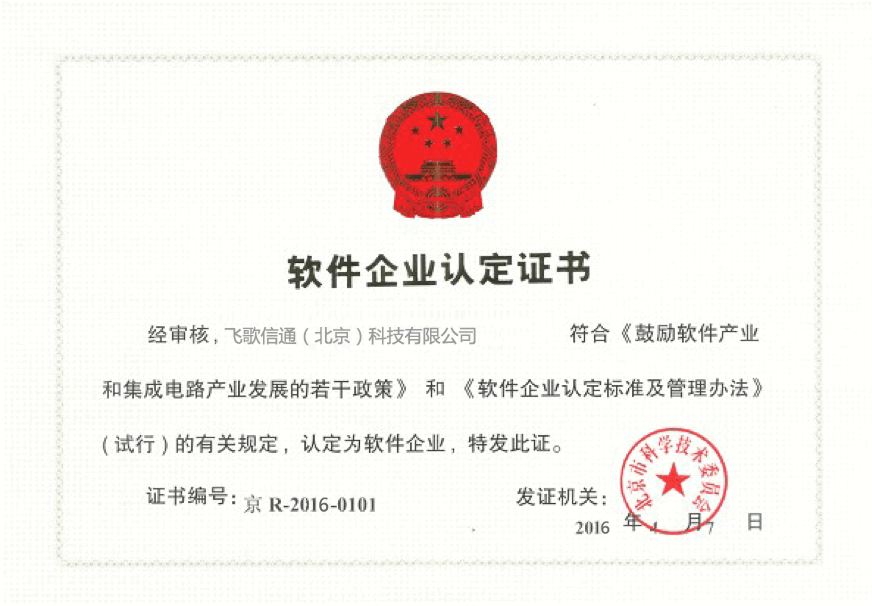 软件企业认定证书
经审核，飞歌信通（北京）科技有限公司 符合《鼓励软件产业
和集成电路产业发展的若干政策》和《软件企业认定标准及管理办法》
(试行)的有关规定，认定为软件企业，特发此证。
证书编号：京 R-2016-0101
发证机关：
北京市科学技术委员会
2016 年 4 月 7 日